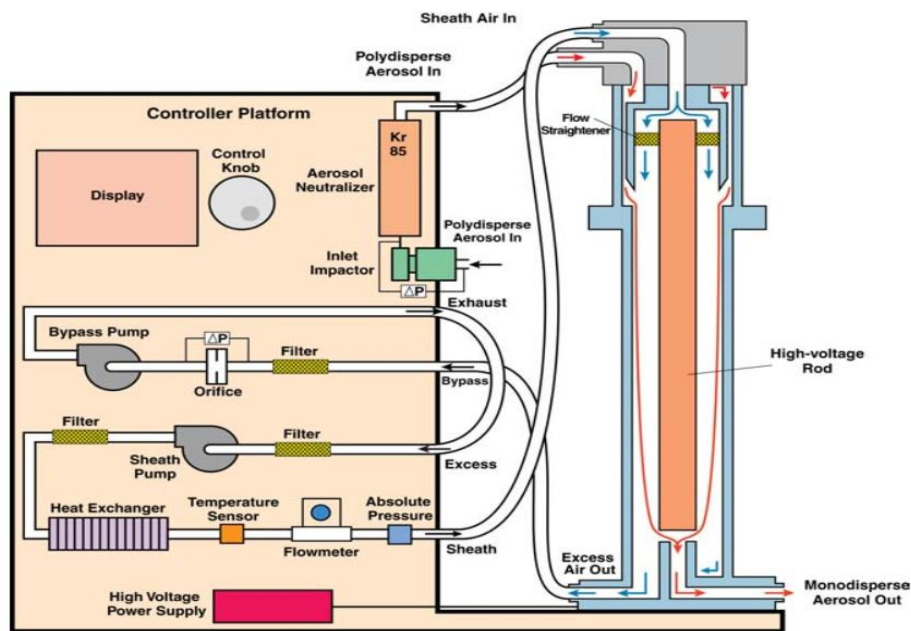 Sheath Air In
Polydisperse
Aerosol In
Controller Platform
Kr
85
Flow
Straightener
Control
Knob
Aerosol
Neutralizer
Display
Polydisperse
Aerosol In
Inlet
Impactor
ΔP
Exhaust
Bypass Pump
ΔP
Filter
High-voltage
Rod
Bypass
Orifice
Filter
Filter
Sheath
Pump
Excess
Heat Exchanger
Temperature
Sensor
Absolute
Pressure
Flowmeter
Sheath
Excess
Air Out
High Voltage
Power Supply
Monodisperse
Aerosol Out